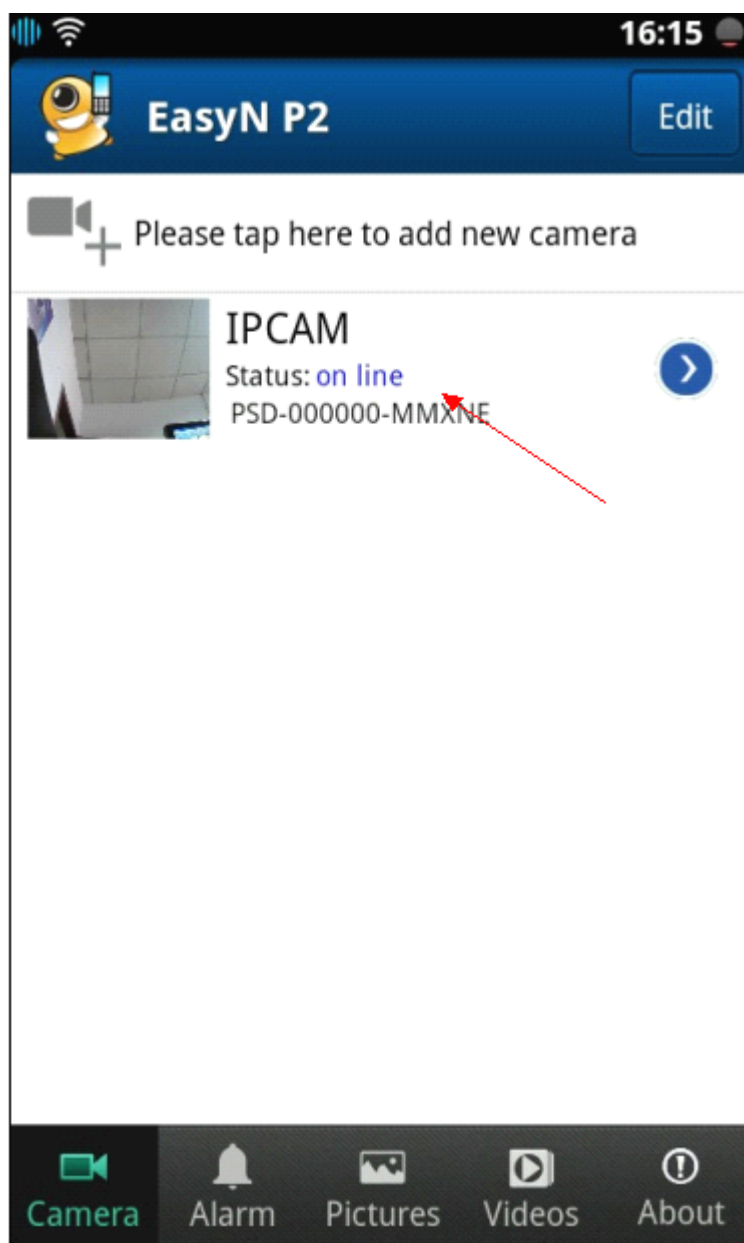 16:15
EasyN P2
Edit
Please tap here to add new camera
IPCAM
Status: on line
PSD-000000-MMXNE
Camera
Alarm
Pictures
Videos
About